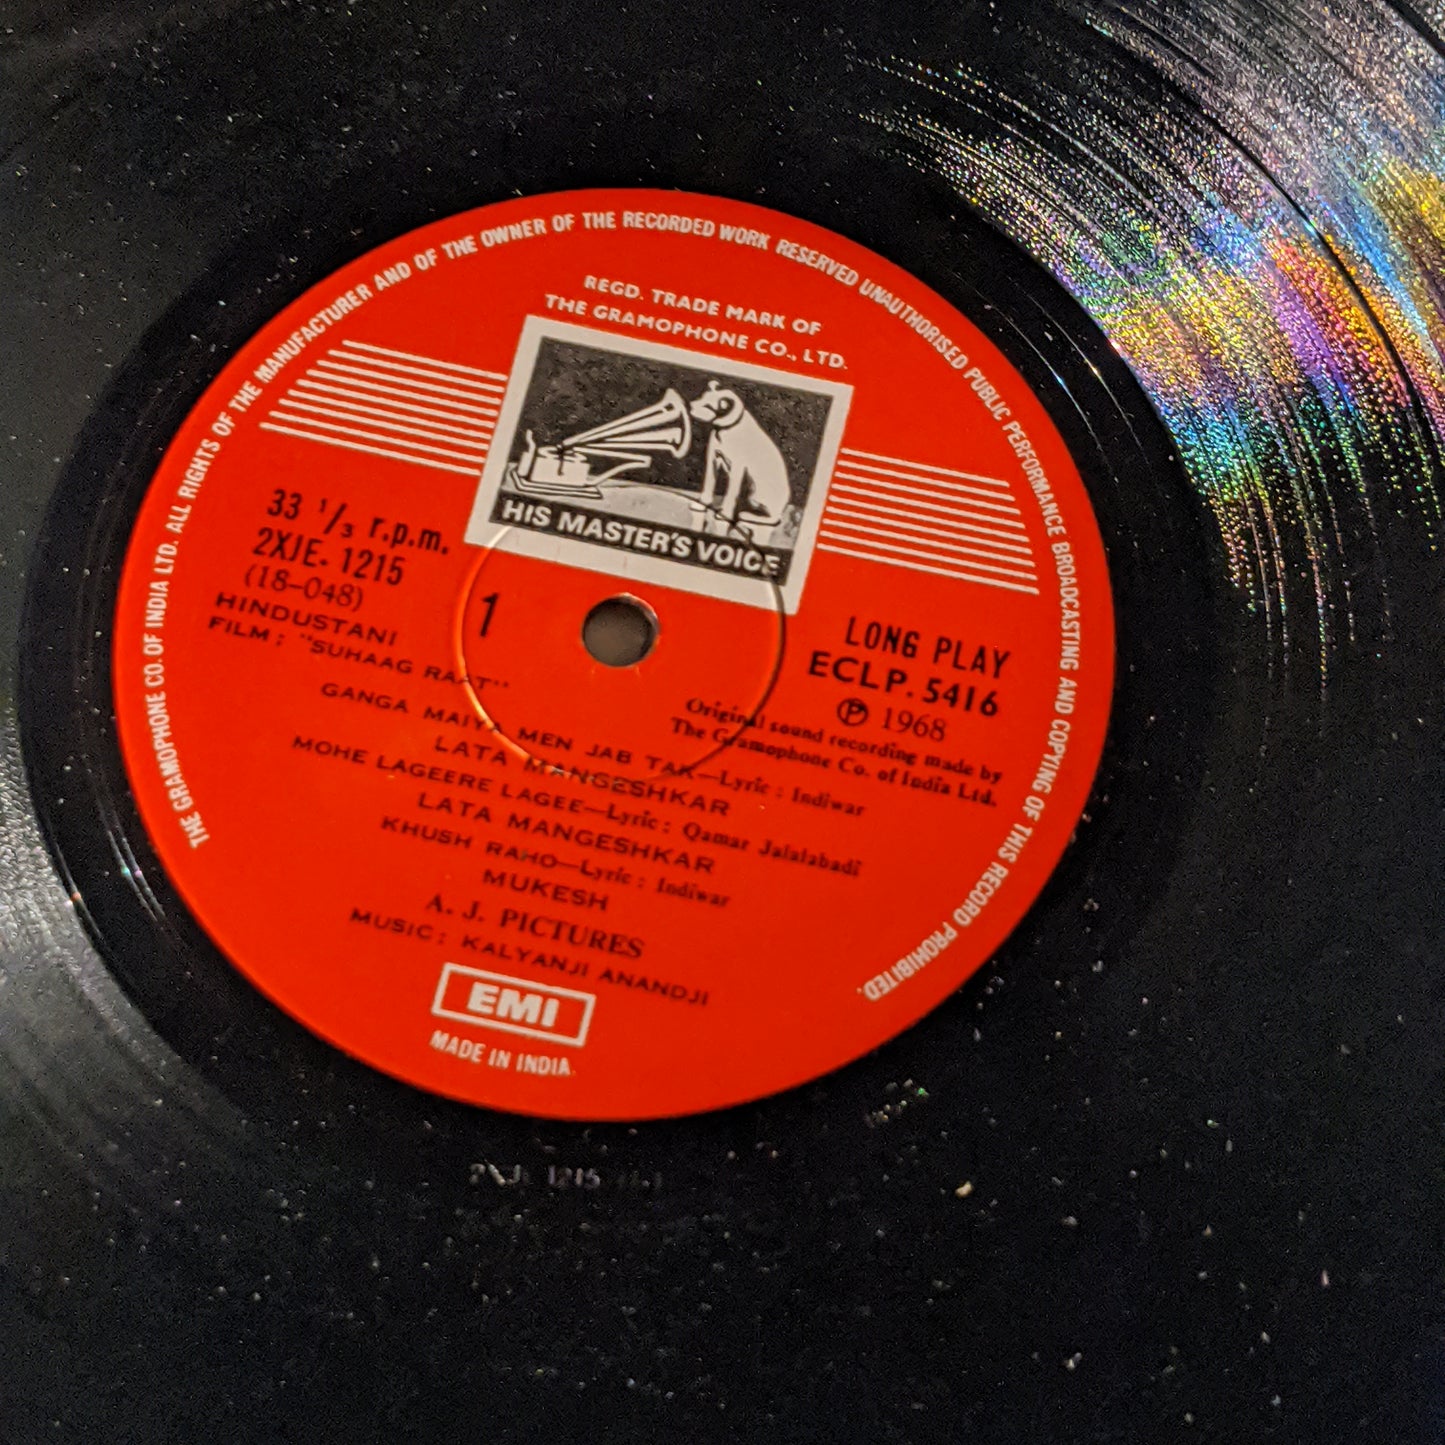 THE GRAMOPHONE CO. OF INDIA LTD. ALL RIGHTS OF THE MANUFACTURER AND OF THE OWNER OF THE RECORDED WORK RESERVED UNAUTHORISED PUBLIC PERFORMANCE BROADCASTING AND COPYING OF THIS RECORD PROHIBITED.
REGD. TRADE MARK OF
THE GRAMOPHONE CO., LTD.
HIS MASTER'S VOICE
33 1/3 r.p.m.
2XJE. 1215
(18-048)
HINDUSTANI
FILM: "SUHAAG RAAT"
1
LONG PLAY
ECLP. 5416
Ⓟ 1968
Original sound recording made by
The Gramophone Co. of India Ltd.
GANGA MAIYA MEN JAB TAK—Lyric: Indiwar
LATA MANGESHKAR
MOHE LAGEERE LAGEE—Lyric: Qamar Jalalabadi
LATA MANGESHKAR
KHUSH RAHO—Lyric: Indiwar
MUKESH
A. J. PICTURES
MUSIC: KALYANJI ANANDJI
EMI
MADE IN INDIA
1215